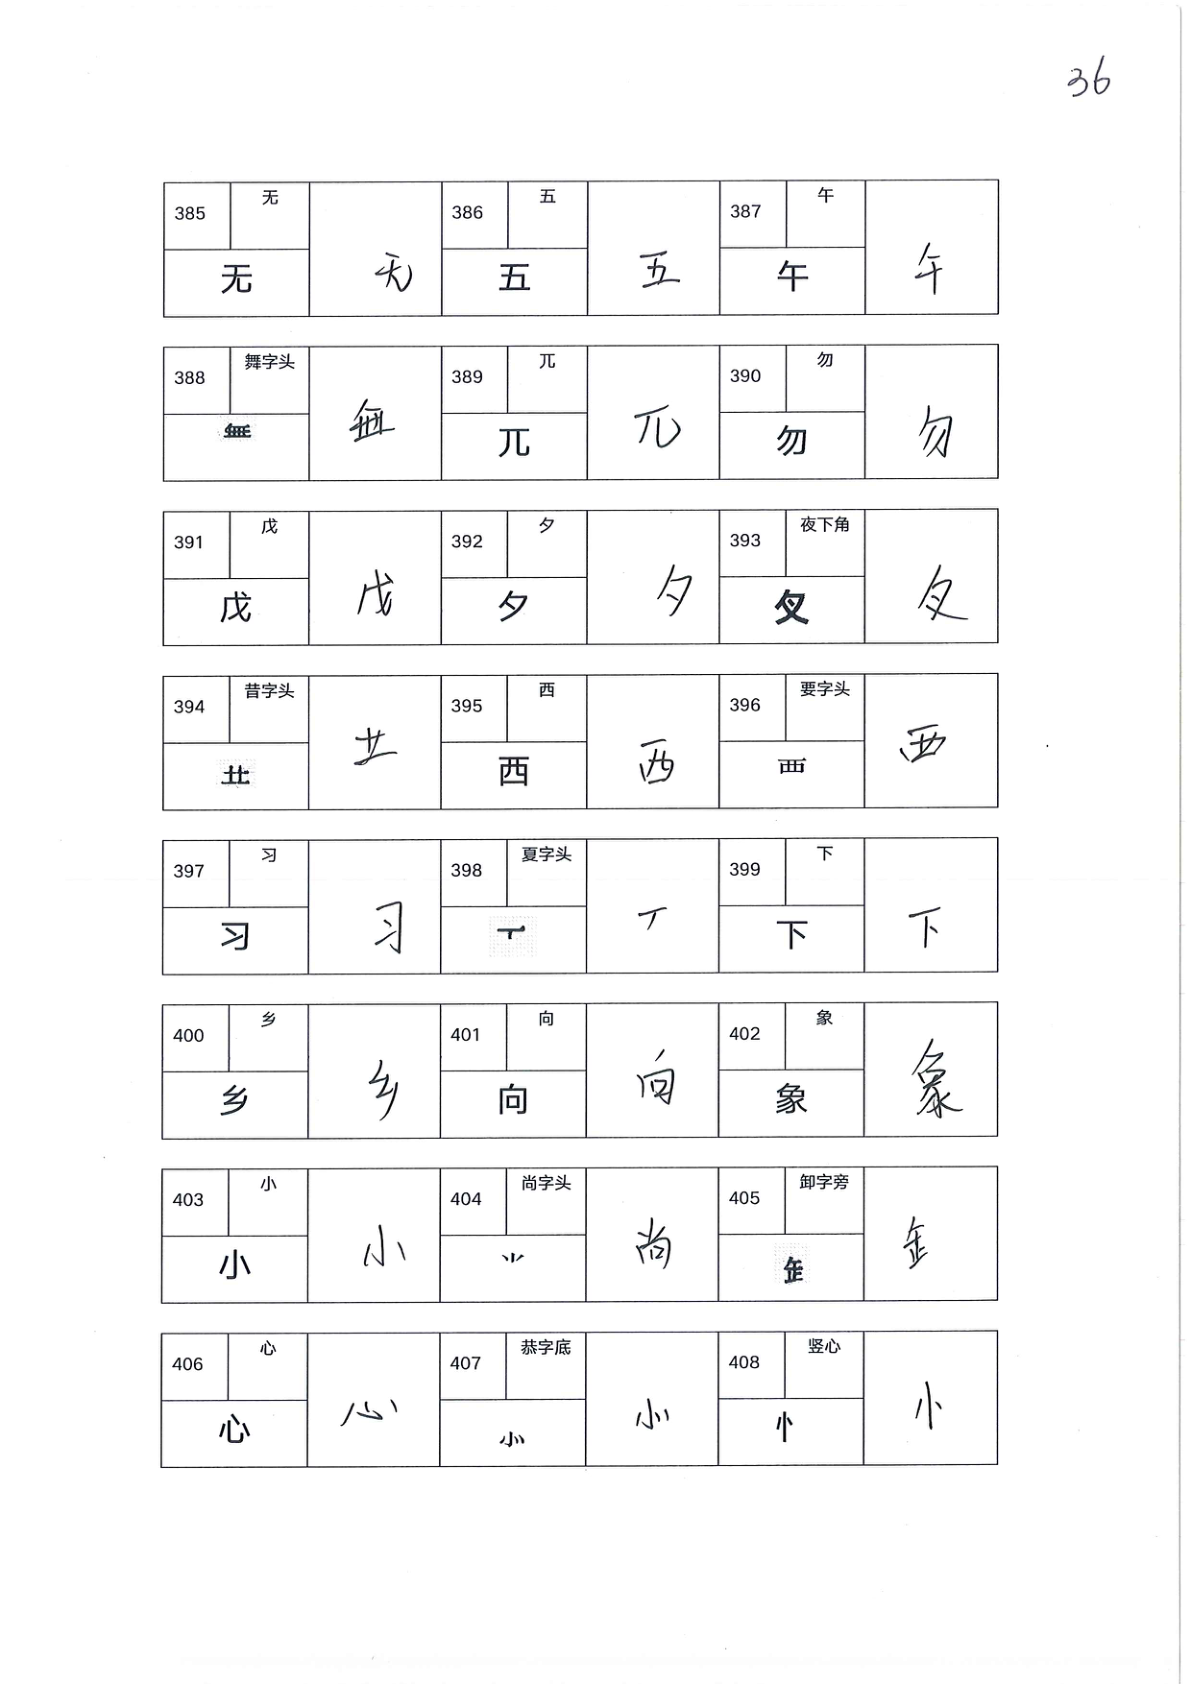 36
385 无 无 无 386 五 五 五 387 午 午 午
388 舞字头 𠂉 389 兀 兀 390 勿 勿 勿
391 戊 戊 戊 392 夕 夕 夕 393 夜下角
394 昔字头 龷 龷 395 西 西 西 396 要字头 覀 覀
397 习 习 习 398 夏字头 丆 丆 399 下 下 下
400 乡 乡 乡 401 向 向 向 402 象 象 象
403 小 小 小 404 尚字头 ⺌ 尚 405 卸字旁
406 心 心 心 407 恭字底 㣺 㣺 408 竖心 忄 忄